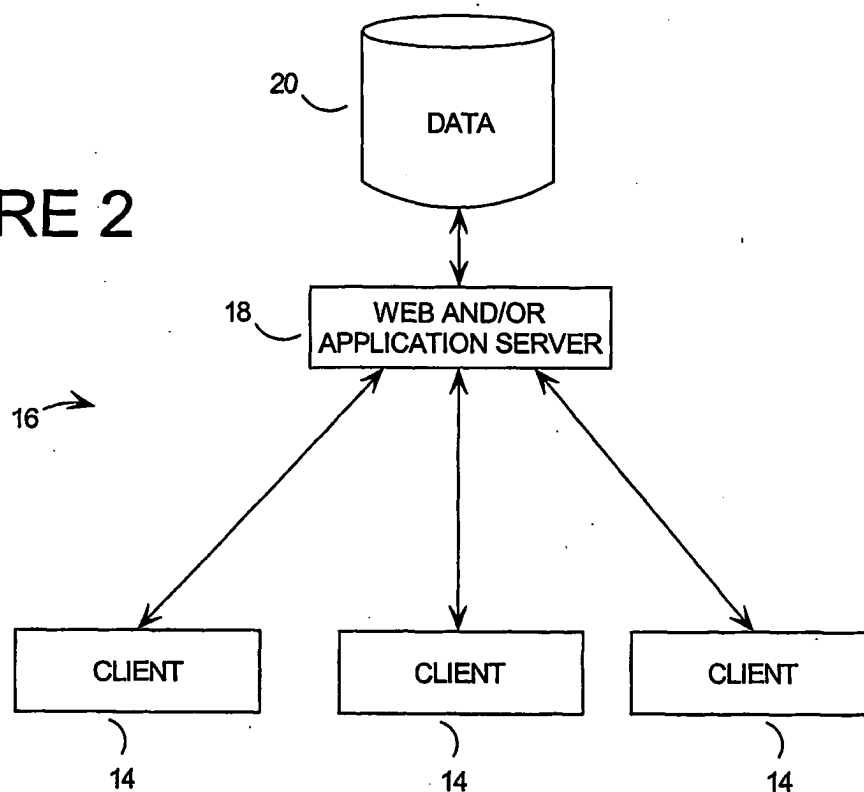 20
DATA
RE 2
18
WEB AND/OR
APPLICATION SERVER
16
CLIENT
CLIENT
CLIENT
14
14
14